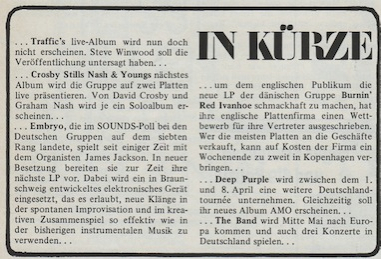 ... Traffic's live-Album wird nun doch
nicht erscheinen. Steve Winwood soll die
Veröffentlichung untersagt haben...
... Crosby Stills Nash & Youngs nächstes
Album wird die Gruppe auf zwei Platten
live präsentieren. Von David Crosby und
Graham Nash wird je ein Soloalbum er-
scheinen...
... Embryo, die im SOUNDS-Poll bei den
Deutschen Gruppen auf dem siebten
Rang landete, spielt seit einiger Zeit mit
dem Organisten James Jackson. In neuer
Besetzung bereiten sie zur Zeit ihre
nächste LP vor. Dabei wird ein in Braun-
schweig entwickeltes elektronisches Gerät
eingesetzt, das es erlaubt, neue Klänge in
der spontanen Improvisation und im krea-
tiven Zusammenspiel so effektiv wie in
der bisherigen instrumentalen Musik zu
verwenden...
IN KÜRZE
...um dem englischen Publikum die
neue LP der dänischen Gruppe Burnin'
Red Ivanhoe schmackhaft zu machen, hat
ihre englische Plattenfirma einen Wett-
bewerb für ihre Vertreter ausgeschrieben.
Wer die meisten Platten an die Geschäfte
verkauft, kann auf Kosten der Firma ein
Wochenende zu zweit in Kopenhagen ver-
bringen...
... Deep Purple wird zwischen dem 1.
und 8. April eine weitere Deutschland-
tournée unternehmen. Gleichzeitig soll
ihr neues Album AMO erscheinen...
... The Band wird Mitte Mai nach Euro-
pa kommen und auch drei Konzerte in
Deutschland spielen...